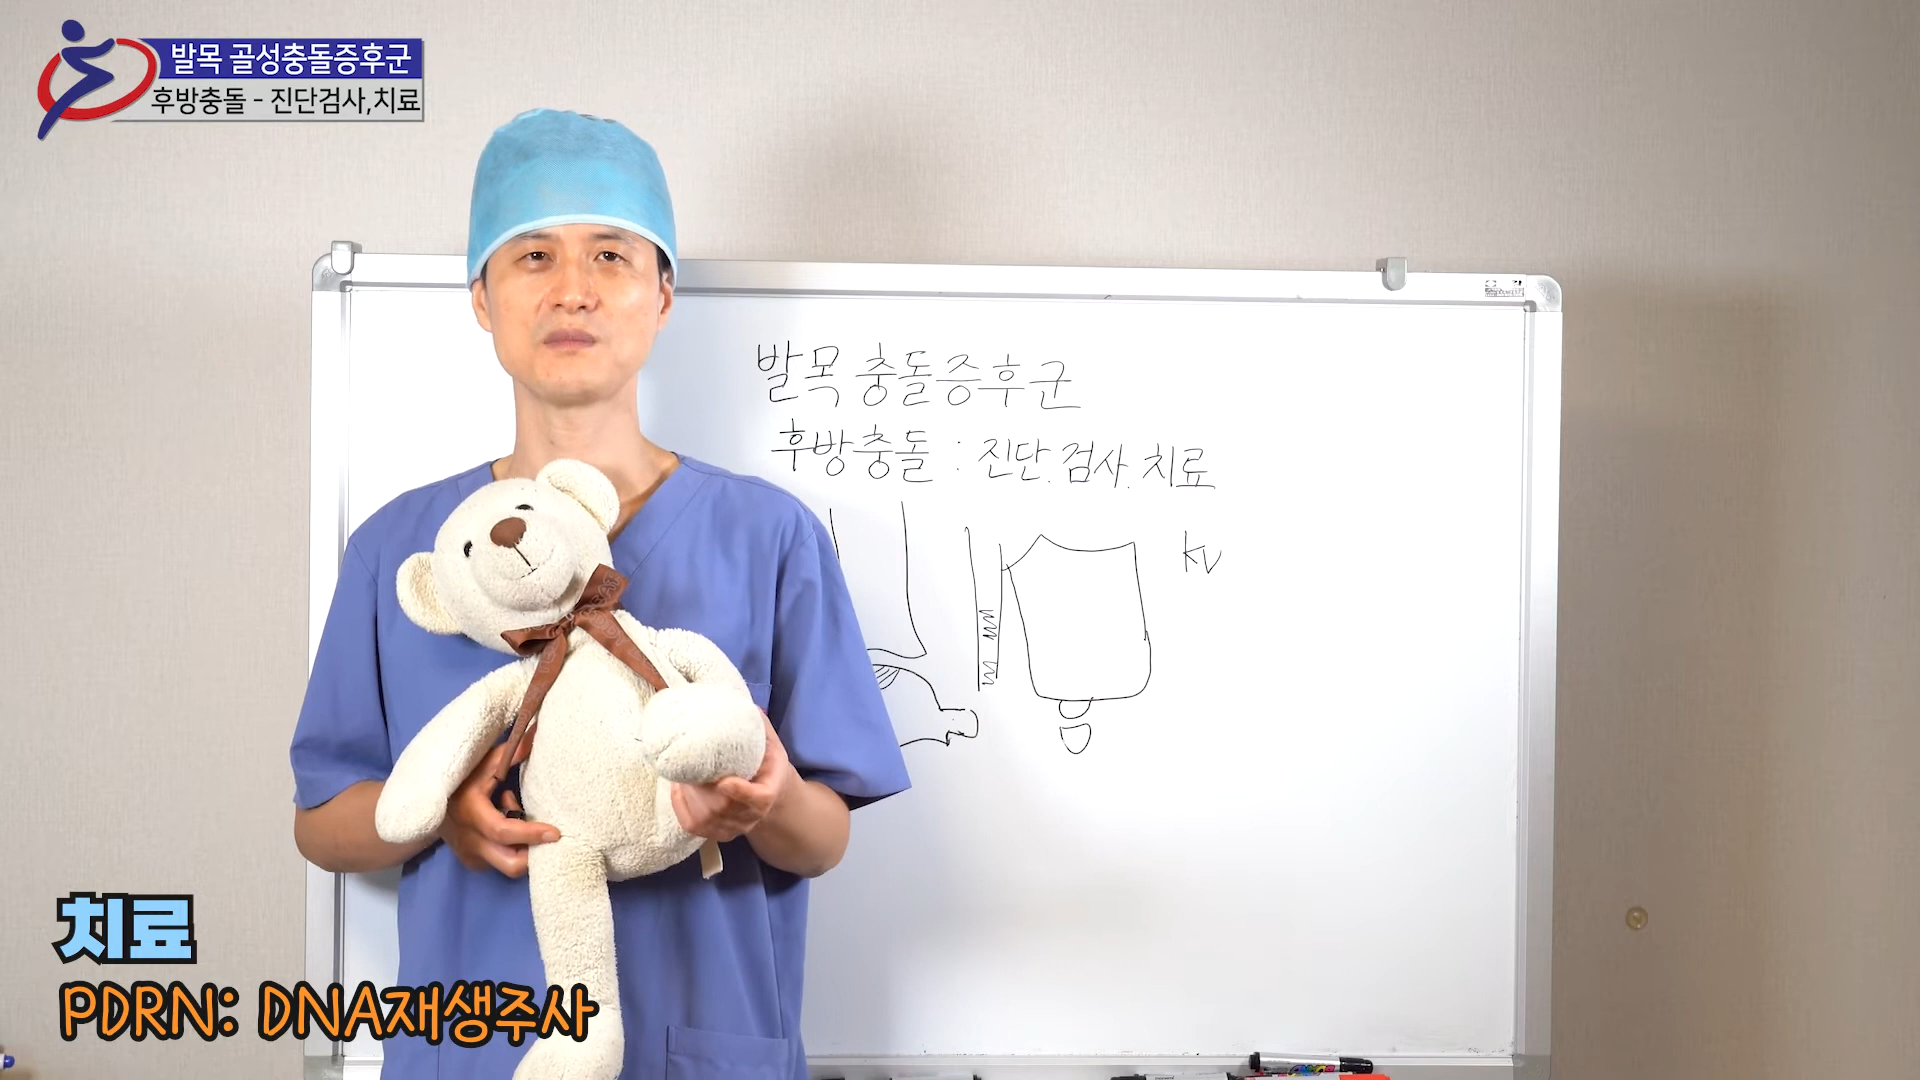 발목 골성충돌증후군
후방충돌 - 진단검사,치료
발목 충돌증후군
후방충돌 : 진단.검사.치료
kv
치료
PDRN: DNA재생주사